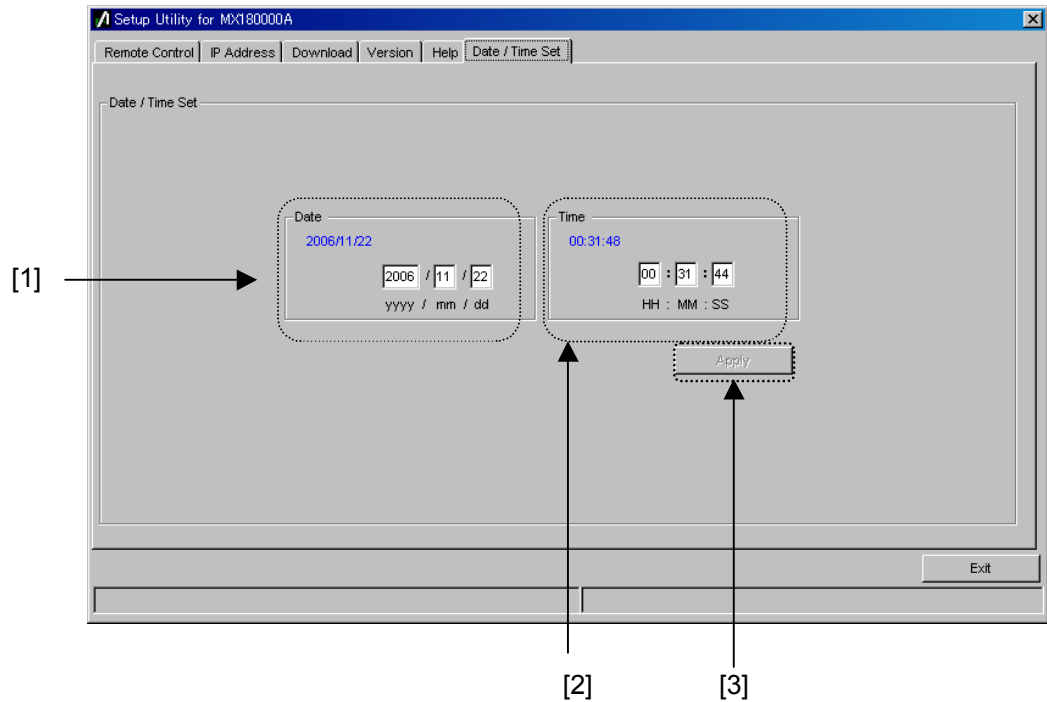 Setup Utility for MX180000A
Remote Control IP Address Download Version Help Date / Time Set
Date / Time Set
Date Time
2006/11/22 00:31:48
[1]
2006 / 11 / 22 00 : 31 : 44
yyyy / mm / dd HH : MM : SS
Apply
Exit
[2] [3]